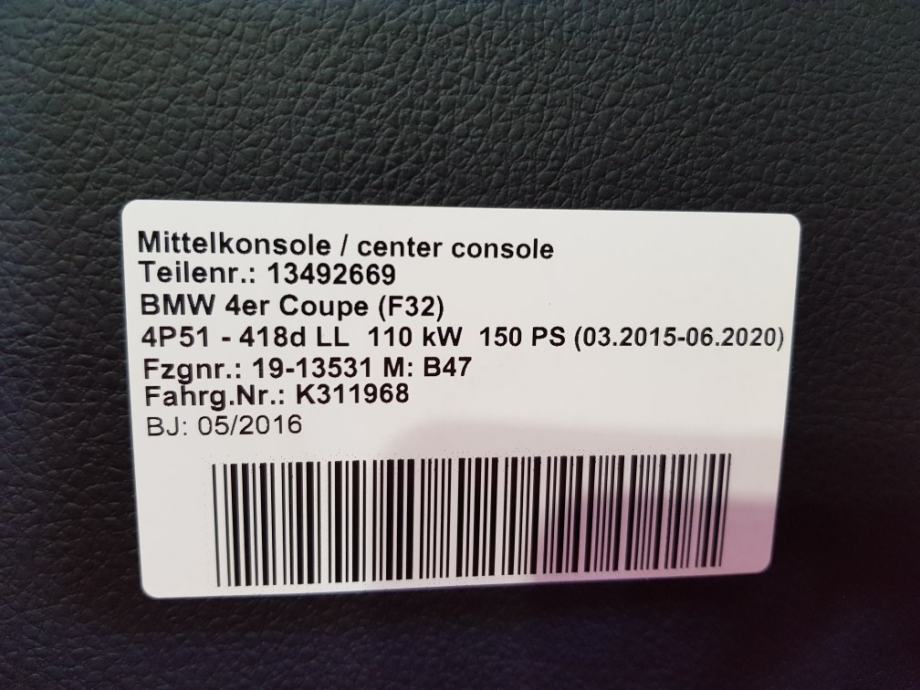 Mittelkonsole / center console
Teilenr.: 13492669
BMW 4er Coupe (F32)
4P51 - 418d LL 110 kW 150 PS (03.2015-06.2020)
Fzgnr.: 19-13531 M: B47
Fahrg.Nr.: K311968
BJ: 05/2016